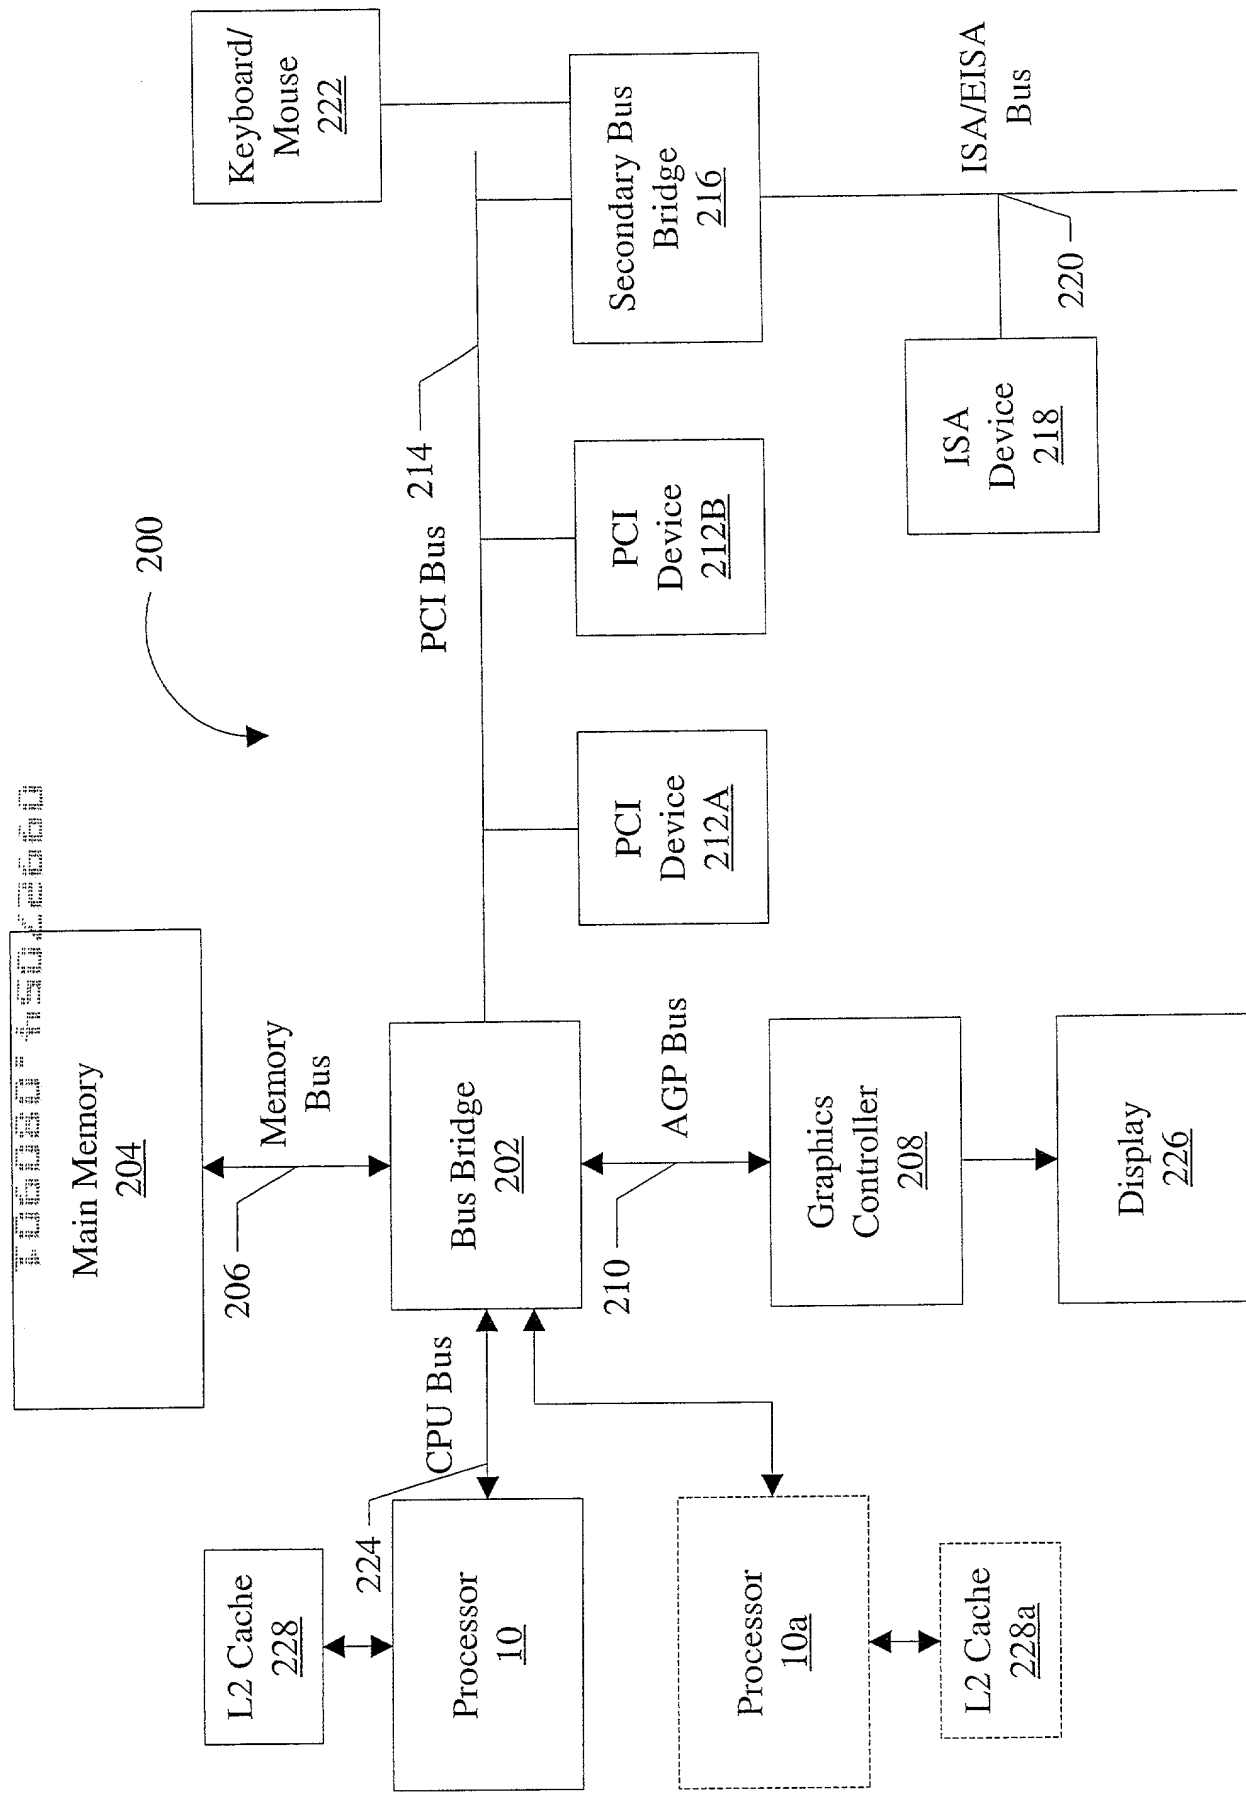 Main Memory
204
200
L2 Cache
228
206
Memory
Bus
Keyboard/
Mouse
222
224
CPU Bus
PCI Bus
214
Processor
10
Bus Bridge
202
210
AGP Bus
PCI
Device
212A
PCI
Device
212B
Secondary Bus
Bridge
216
Processor
10a
Graphics
Controller
208
L2 Cache
228a
ISA
Device
218
220
ISA/EISA
Bus
Display
226